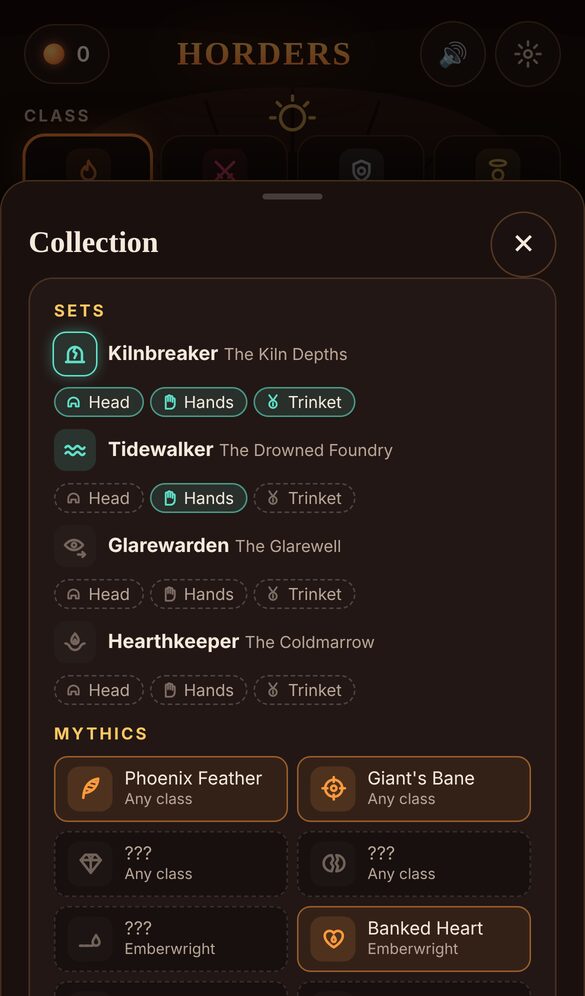 0
HORDERS
CLASS
Collection
SETS
Kilnbreaker The Kiln Depths
Head Hands Trinket
Tidewalker The Drowned Foundry
Head Hands Trinket
Glarewarden The Glarewell
Head Hands Trinket
Hearthkeeper The Coldmarrow
Head Hands Trinket
MYTHICS
Phoenix Feather
Any class
Giant's Bane
Any class
???
Any class
???
Any class
???
Emberwright
Banked Heart
Emberwright